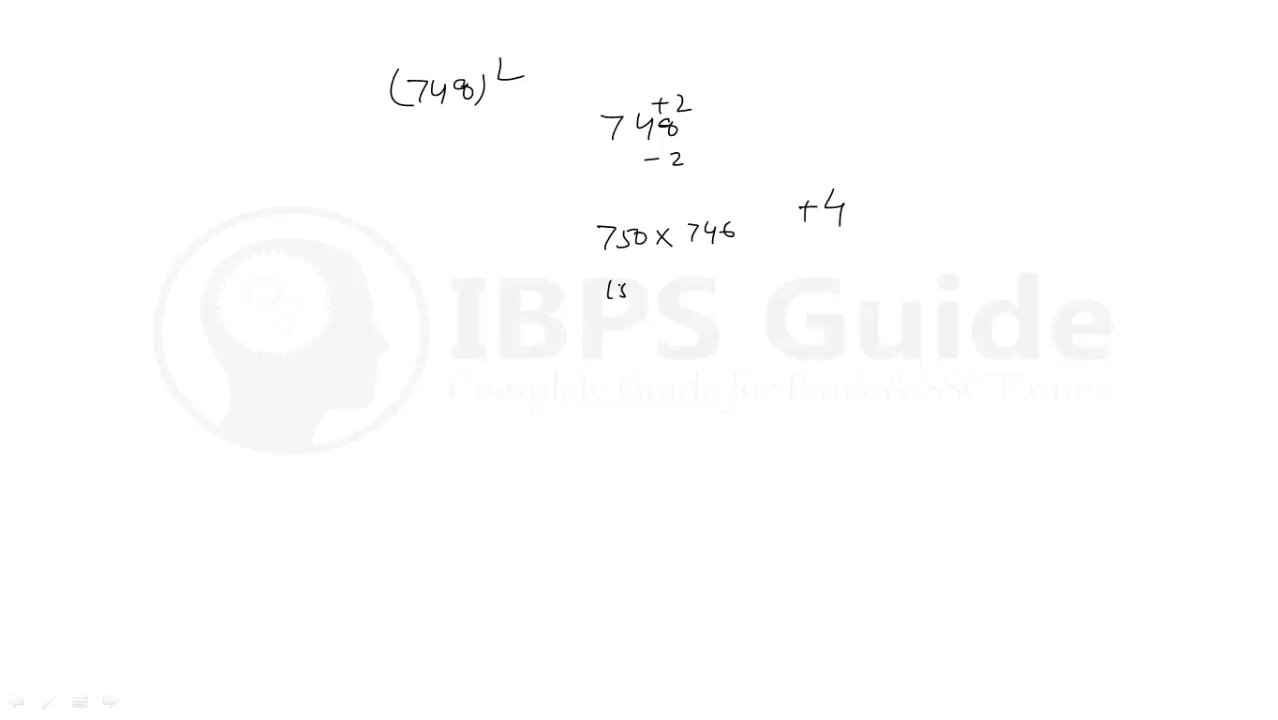 (748)²
+2
748
-2
+4
750 x 746
IBPS Guide
Complete Guide for Bank & SSC Exams